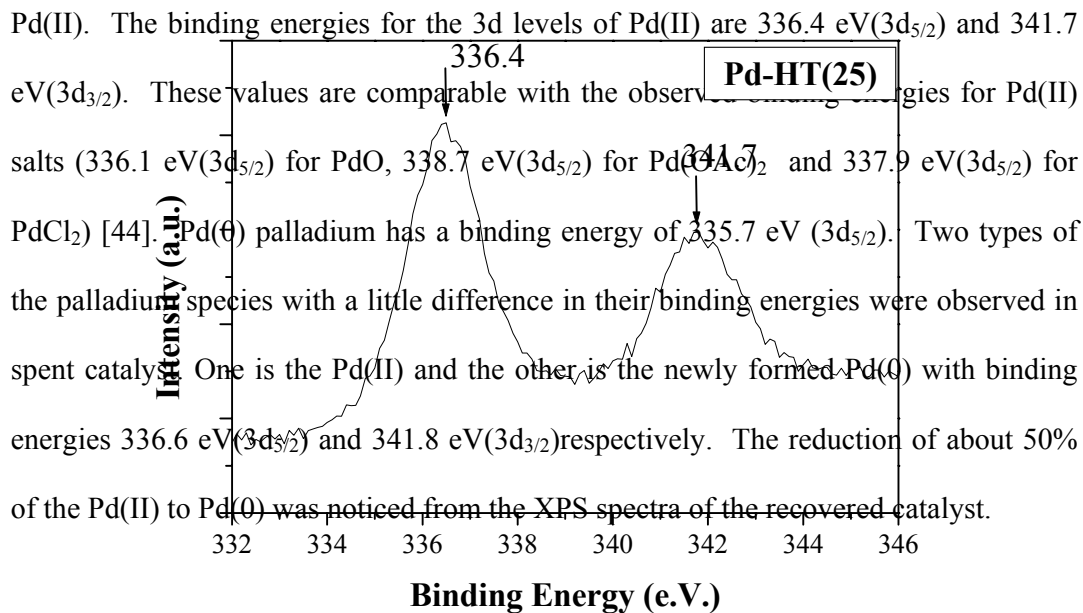 Pd(II). The binding energies for the 3d levels of Pd(II) are 336.4 eV(3d5/2) and 341.7
336.4
Pd-HT(25)
eV(3d3/2). These values are comparable with the observed binding energies for Pd(II)
salts (336.1 eV(3d5/2) for PdO, 338.7 eV(3d5/2) for Pd(OAc)2 and 337.9 eV(3d5/2) for
341.7
PdCl2) [44]. Pd(0) palladium has a binding energy of 335.7 eV (3d5/2). Two types of
the palladium species with a little difference in their binding energies were observed in
spent catalyst. One is the Pd(II) and the other is the newly formed Pd(0) with binding
energies 336.6 eV(3d5/2) and 341.8 eV(3d3/2)respectively. The reduction of about 50%
of the Pd(II) to Pd(0) was noticed from the XPS spectra of the recovered catalyst.
Intensity (a.u.)
332 334 336 338 340 342 344 346
Binding Energy (e.V.)